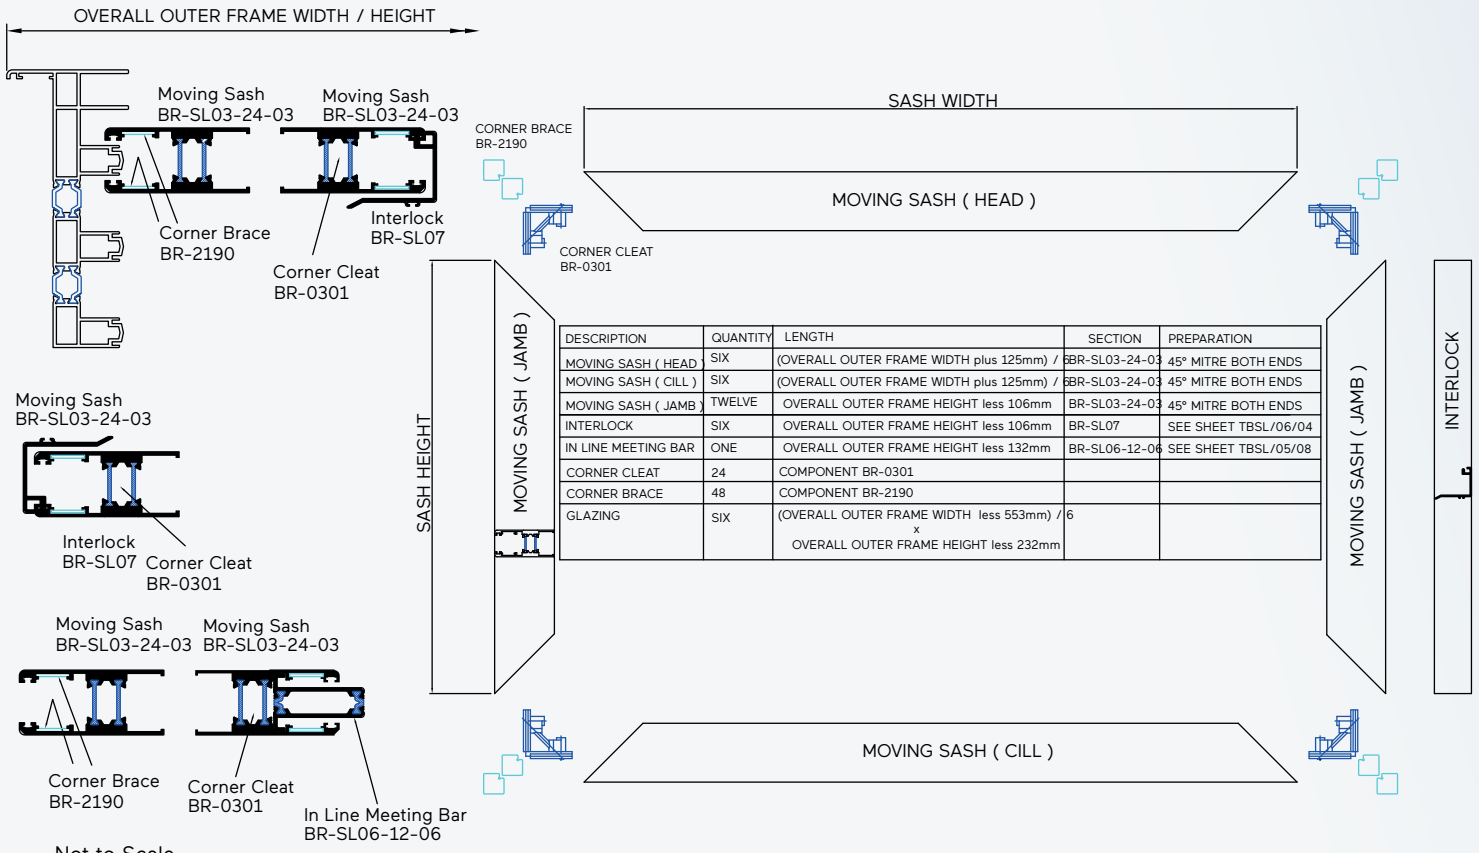 OVERALL OUTER FRAME WIDTH / HEIGHT
Moving Sash
BR-SL03-24-03
Moving Sash
BR-SL03-24-03
Corner Brace
BR-2190
Interlock
BR-SL07
Corner Cleat
BR-0301
Moving Sash
BR-SL03-24-03
Interlock
BR-SL07
Corner Cleat
BR-0301
Moving Sash
BR-SL03-24-03
Moving Sash
BR-SL03-24-03
Corner Brace
BR-2190
Corner Cleat
BR-0301
In Line Meeting Bar
BR-SL06-12-06
Not to Scale
SASH WIDTH
CORNER BRACE
BR-2190
MOVING SASH ( HEAD )
CORNER CLEAT
BR-0301
SASH HEIGHT
MOVING SASH ( JAMB )
DESCRIPTION QUANTITY LENGTH SECTION PREPARATION
MOVING SASH ( HEAD ) SIX (OVERALL OUTER FRAME WIDTH plus 125mm) / 6 BR-SL03-24-03 45° MITRE BOTH ENDS
MOVING SASH ( CILL ) SIX (OVERALL OUTER FRAME WIDTH plus 125mm) / 6 BR-SL03-24-03 45° MITRE BOTH ENDS
MOVING SASH ( JAMB ) TWELVE OVERALL OUTER FRAME HEIGHT less 106mm BR-SL03-24-03 45° MITRE BOTH ENDS
INTERLOCK SIX OVERALL OUTER FRAME HEIGHT less 106mm BR-SL07 SEE SHEET TBSL/06/04
IN LINE MEETING BAR ONE OVERALL OUTER FRAME HEIGHT less 132mm BR-SL06-12-06 SEE SHEET TBSL/05/08
CORNER CLEAT 24 COMPONENT BR-0301
CORNER BRACE 48 COMPONENT BR-2190
GLAZING SIX (OVERALL OUTER FRAME WIDTH less 553mm) / 6
x
OVERALL OUTER FRAME HEIGHT less 232mm
MOVING SASH ( JAMB )
INTERLOCK
MOVING SASH ( CILL )